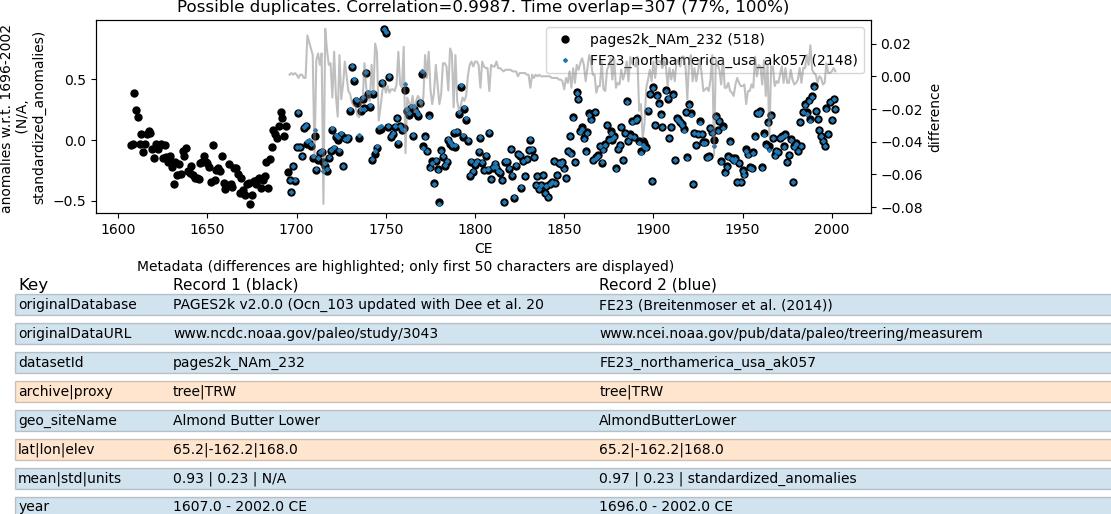 Possible duplicates. Correlation=0.9987. Time overlap=307 (77%, 100%)
anomalies w.r.t. 1696-2002
(N/A,
standardized_anomalies)
0.5
0.0
−0.5
pages2k_NAm_232 (518)
FE23_northamerica_usa_ak057 (2148)
0.02
0.00
−0.02
−0.04
−0.06
−0.08
difference
1600 1650 1700 1750 1800 1850 1900 1950 2000
CE
Metadata (differences are highlighted; only first 50 characters are displayed)
Key Record 1 (black) Record 2 (blue)
originalDatabase PAGES2k v2.0.0 (Ocn_103 updated with Dee et al. 20 FE23 (Breitenmoser et al. (2014))
originalDataURL www.ncdc.noaa.gov/paleo/study/3043 www.ncei.noaa.gov/pub/data/paleo/treering/measurem
datasetId pages2k_NAm_232 FE23_northamerica_usa_ak057
archive|proxy tree|TRW tree|TRW
geo_siteName Almond Butter Lower AlmondButterLower
lat|lon|elev 65.2|-162.2|168.0 65.2|-162.2|168.0
mean|std|units 0.93 | 0.23 | N/A 0.97 | 0.23 | standardized_anomalies
year 1607.0 - 2002.0 CE 1696.0 - 2002.0 CE